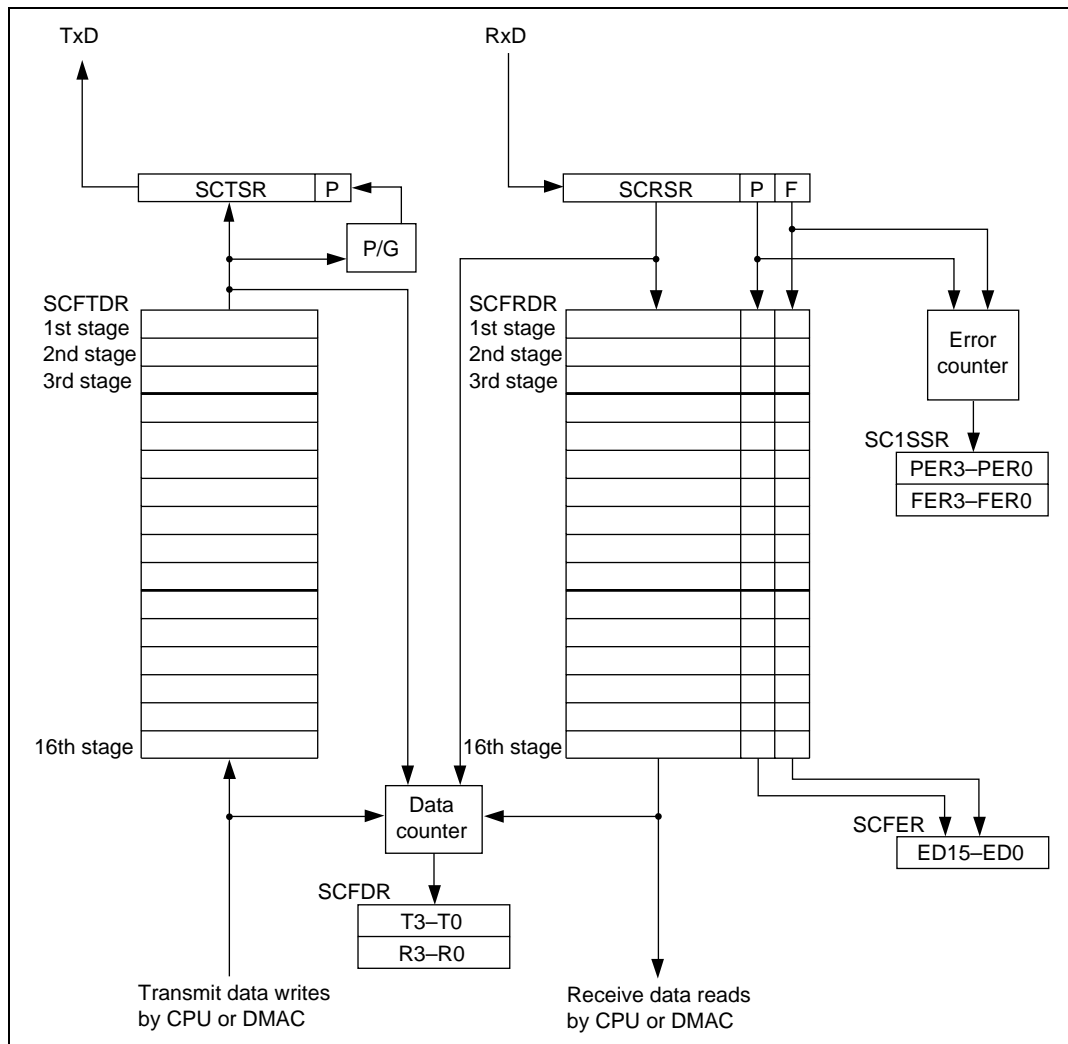 TxD
RxD
SCTSR
P
SCRSR
P
F
P/G
SCFTDR
1st stage
2nd stage
3rd stage
16th stage
SCFRDR
1st stage
2nd stage
3rd stage
16th stage
Error
counter
SC1SSR
PER3–PER0
FER3–FER0
Data
counter
SCFDR
T3–T0
R3–R0
SCFER
ED15–ED0
Transmit data writes
by CPU or DMAC
Receive data reads
by CPU or DMAC